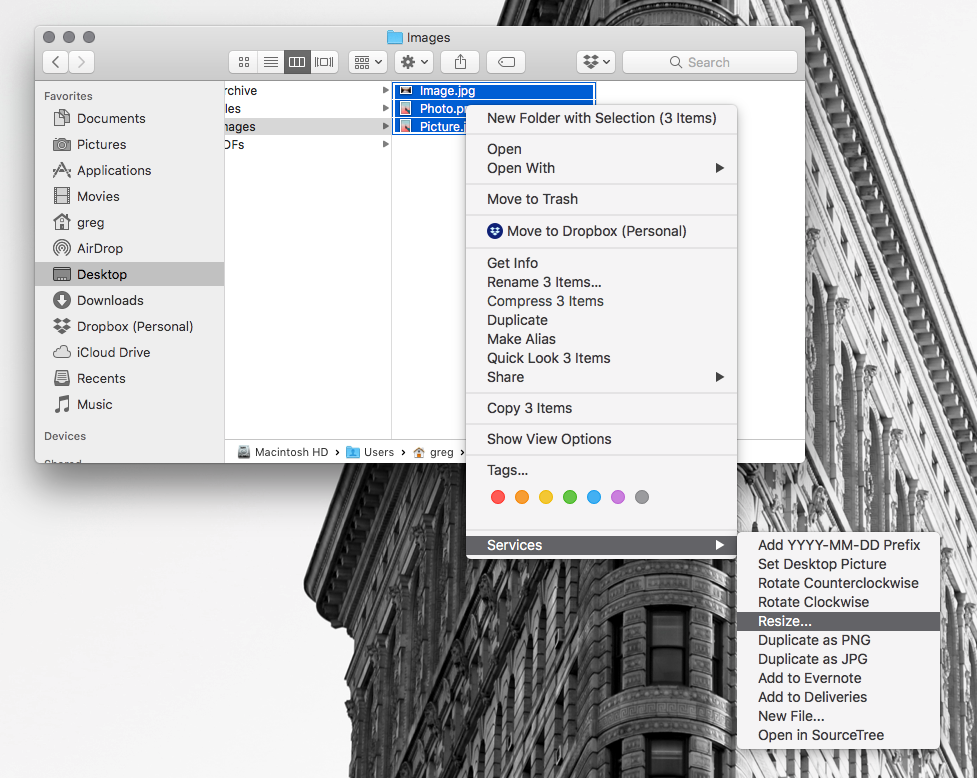 Images
Search
Favorites
Documents
Pictures
Applications
Movies
greg
AirDrop
Desktop
Downloads
Dropbox (Personal)
iCloud Drive
Recents
Music
Devices
Shared
rchive
les
mages
DFs
Image.jpg
Photo.pn
Picture.j
Macintosh HD › Users › greg ›
New Folder with Selection (3 Items)
Open
Open With
Move to Trash
Move to Dropbox (Personal)
Get Info
Rename 3 Items...
Compress 3 Items
Duplicate
Make Alias
Quick Look 3 Items
Share
Copy 3 Items
Show View Options
Tags...
Services
Add YYYY-MM-DD Prefix
Set Desktop Picture
Rotate Counterclockwise
Rotate Clockwise
Resize...
Duplicate as PNG
Duplicate as JPG
Add to Evernote
Add to Deliveries
New File...
Open in SourceTree